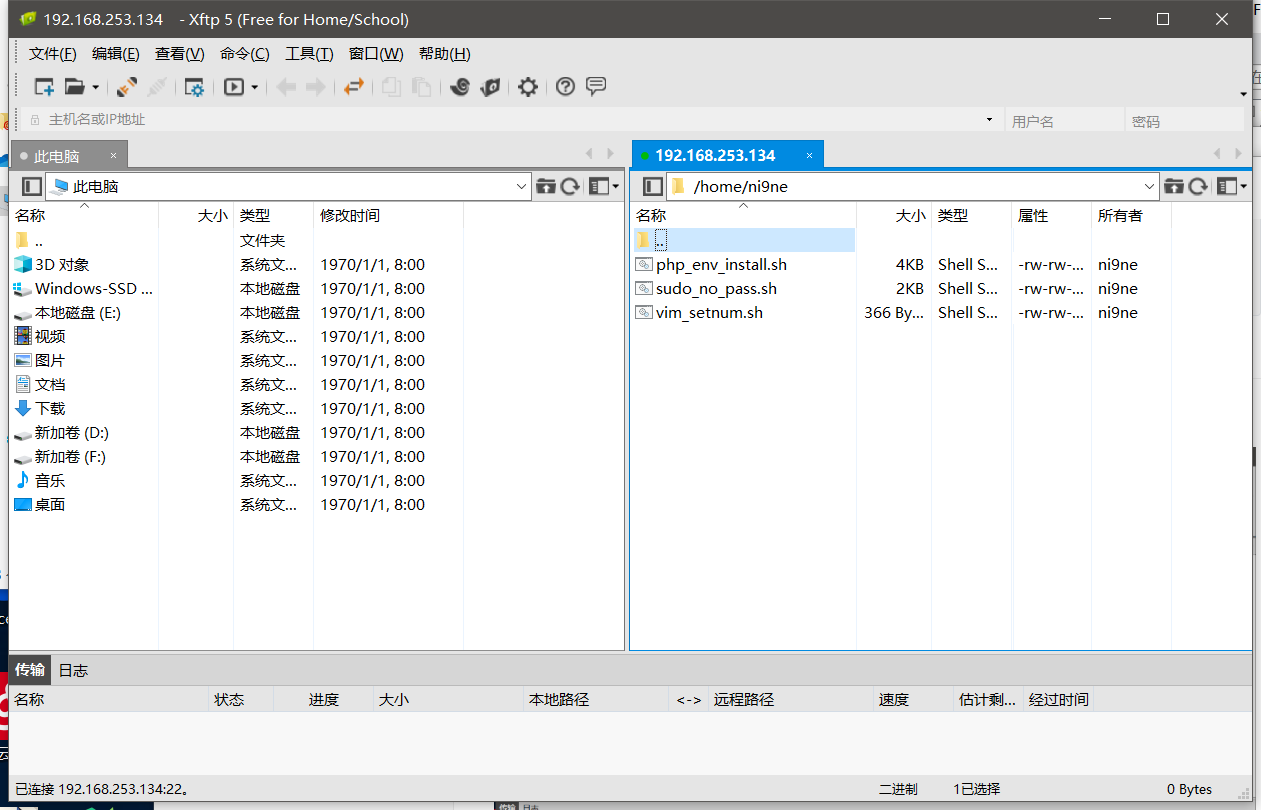 192.168.253.134 - Xftp 5 (Free for Home/School)
文件(F) 编辑(E) 查看(V) 命令(C) 工具(T) 窗口(W) 帮助(H)
主机名或IP地址 用户名 密码
此电脑 × 192.168.253.134 ×
此电脑 /home/ni9ne
名称 大小 类型 修改时间 名称 大小 类型 属性 所有者
.. 文件夹 ..
3D 对象 系统文... 1970/1/1, 8:00 php_env_install.sh 4KB Shell S... -rw-rw-... ni9ne
Windows-SSD ... 本地磁盘 1970/1/1, 8:00 sudo_no_pass.sh 2KB Shell S... -rw-rw-... ni9ne
本地磁盘 (E:) 本地磁盘 1970/1/1, 8:00 vim_setnum.sh 366 By... Shell S... -rw-rw-... ni9ne
视频 系统文... 1970/1/1, 8:00
图片 系统文... 1970/1/1, 8:00
文档 系统文... 1970/1/1, 8:00
下载 系统文... 1970/1/1, 8:00
新加卷 (D:) 本地磁盘 1970/1/1, 8:00
新加卷 (F:) 本地磁盘 1970/1/1, 8:00
音乐 系统文... 1970/1/1, 8:00
桌面 系统文... 1970/1/1, 8:00
传输 日志
名称 状态 进度 大小 本地路径 <-> 远程路径 速度 估计剩... 经过时间
已连接 192.168.253.134:22。 二进制 1已选择 0 Bytes